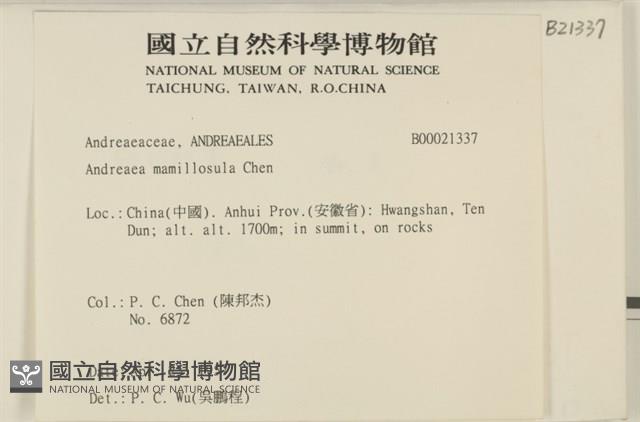 國立自然科學博物館
NATIONAL MUSEUM OF NATURAL SCIENCE
TAICHUNG, TAIWAN, R.O.CHINA
B21337
Andreaeaceae, ANDREAEALES B00021337
Andreaea mamillosula Chen
Loc.: China(中國). Anhui Prov.(安徽省): Hwangshan, Ten
Dun; alt. alt. 1700m; in summit, on rocks
Col.: P. C. Chen (陳邦杰)
No. 6872
國立自然科學博物館
NATIONAL MUSEUM OF NATURAL SCIENCE
Det.: P. C. Wu(吳鵬程)